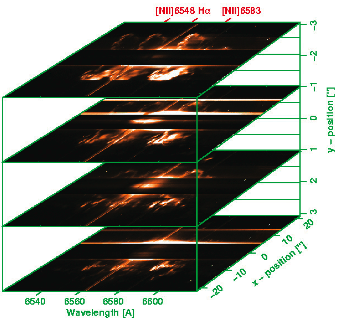 [NII]6548 Hα [NII]6583
-3
-2
-1
0
1
2
3
y - position ["]
20
10
0
-10
-20
x - position ["]
6540 6560 6580 6600
Wavelength [A]